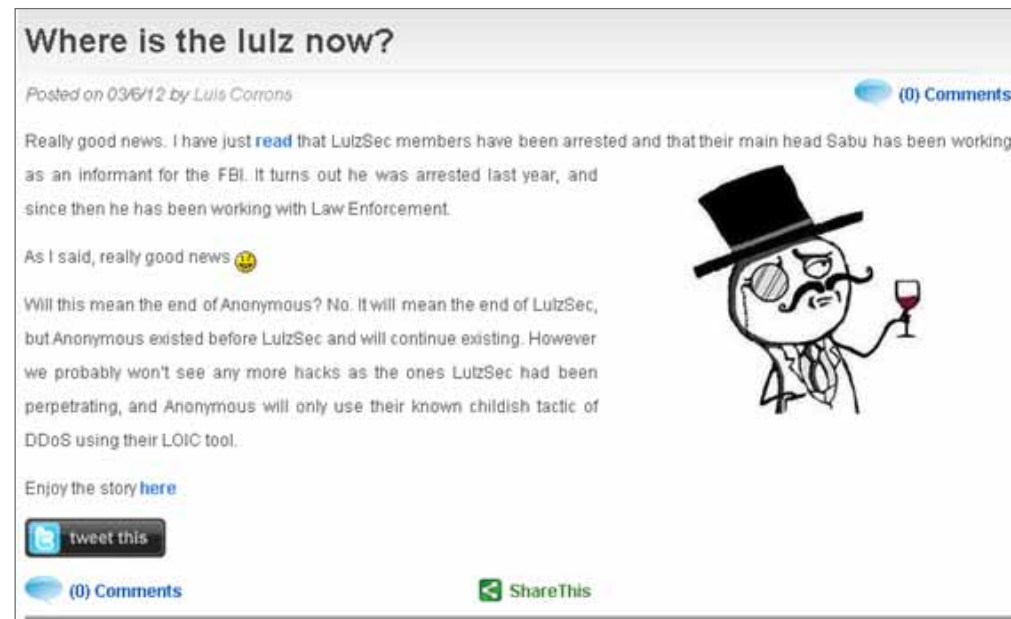 Where is the lulz now?
Posted on 03/6/12 by Luis Corrons
(0) Comments
Really good news. I have just read that LulzSec members have been arrested and that their main head Sabu has been working
as an informant for the FBI. It turns out he was arrested last year, and
since then he has been working with Law Enforcement.
As I said, really good news
Will this mean the end of Anonymous? No. It will mean the end of LulzSec,
but Anonymous existed before LulzSec and will continue existing. However
we probably won't see any more hacks as the ones LulzSec had been
perpetrating, and Anonymous will only use their known childish tactic of
DDoS using their LOIC tool.
Enjoy the story here
tweet this
(0) Comments
ShareThis